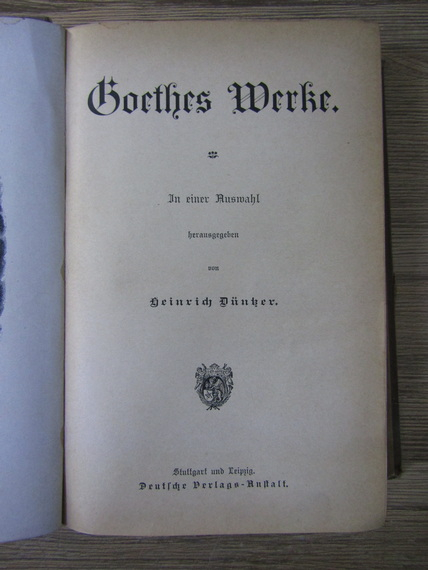 Goethes Werke.
In einer Auswahl
herausgegeben
von
Heinrich Düntzer.
Stuttgart und Leipzig.
Deutsche Verlags-Anstalt.